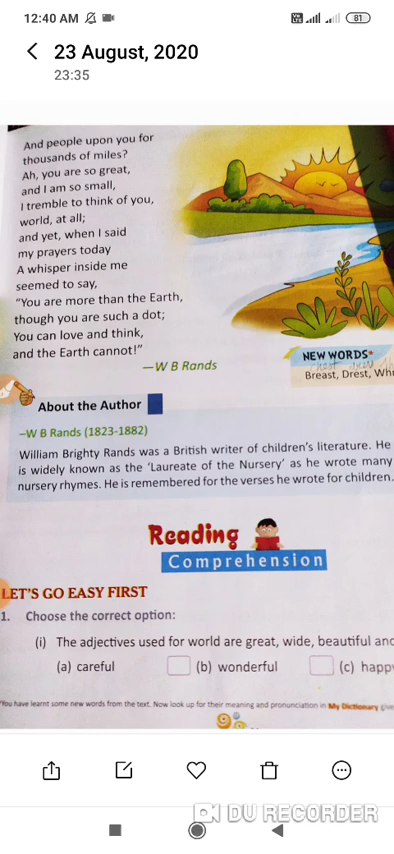 12:40 AM
81
23 August, 2020
23:35
And people upon you for
thousands of miles?
Ah, you are so great,
and I am so small,
I tremble to think of you,
world, at all;
and yet, when I said
my prayers today
A whisper inside me
seemed to say,
"You are more than the Earth,
though you are such a dot;
You can love and think,
and the Earth cannot!"
—W B Rands
NEW WORDS*
Breast, Drest, Wh
About the Author
–W B Rands (1823-1882)
William Brighty Rands was a British writer of children's literature. He
is widely known as the 'Laureate of the Nursery' as he wrote many
nursery rhymes. He is remembered for the verses he wrote for children.
Reading
Comprehension
LET'S GO EASY FIRST
1. Choose the correct option:
(i) The adjectives used for world are great, wide, beautiful and
(a) careful (b) wonderful (c) happ
You have learnt some new words from the text. Now look up for their meaning and pronunciation in My Dictionary give
9
DU RECORDER